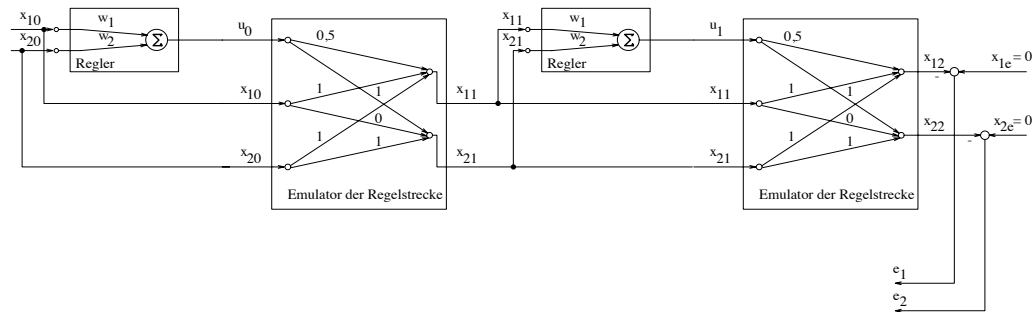 x10 w1 u0 0,5 x11 w1 u1 0,5
x20 w2 Σ x21 w2 Σ x12 x1e = 0
Regler Regler -
x10 1 1 x11 x11 1 1
0 0 x22 x2e = 0
x20 1 1 x21 x21 1 1 -
Emulator der Regelstrecke Emulator der Regelstrecke
e1
e2